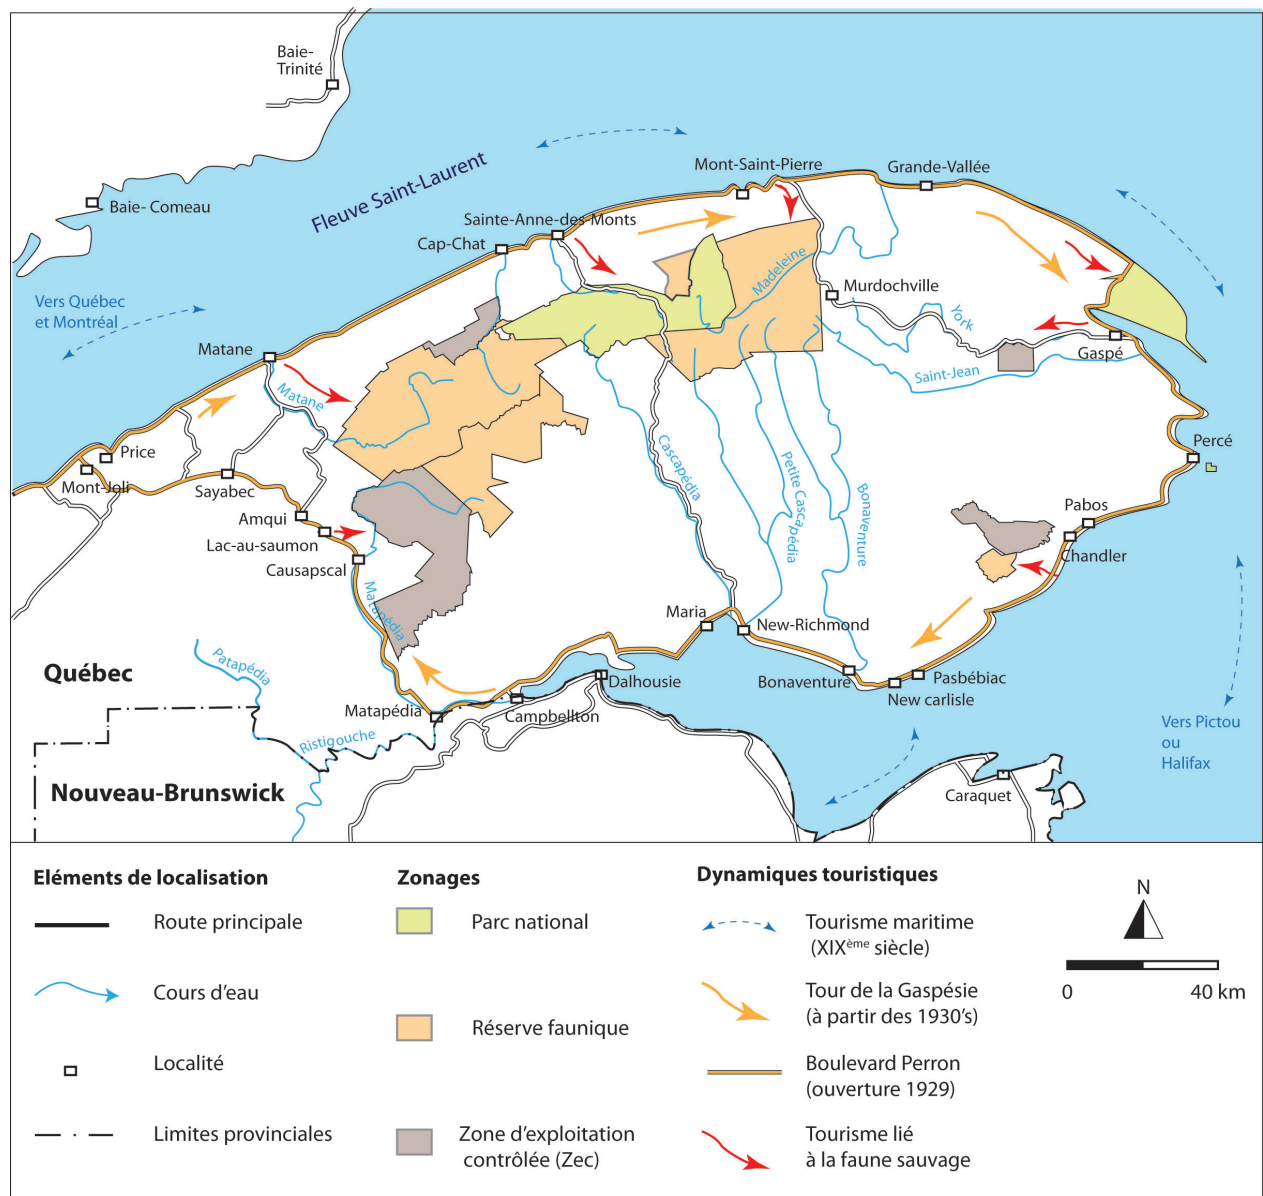 Baie-
Trinité
Baie- Comeau
Fleuve Saint-Laurent
Mont-Saint-Pierre
Grande-Vallée
Sainte-Anne-des-Monts
Cap-Chat
Madeleine
Murdochville
York
Gaspé
Saint-Jean
Vers Québec
et Montréal
Matane
Matane
Price
Mont-Joli
Sayabec
Amqui
Lac-au-saumon
Causapscal
Matapédia
Cascapédia
Petite Cascapédia
Bonaventure
Percé
Pabos
Chandler
Maria
New-Richmond
Bonaventure
Pasbébiac
New carlisle
Dalhousie
Campbellton
Matapédia
Patapédia
Ristigouche
Québec
Nouveau-Brunswick
Caraquet
Vers Pictou
ou
Halifax
Eléments de localisation
Route principale
Cours d'eau
Localité
Limites provinciales
Zonages
Parc national
Réserve faunique
Zone d'exploitation
contrôlée (Zec)
Dynamiques touristiques
Tourisme maritime
(XIXème siècle)
Tour de la Gaspésie
(à partir des 1930's)
Boulevard Perron
(ouverture 1929)
Tourisme lié
à la faune sauvage
N
0 40 km